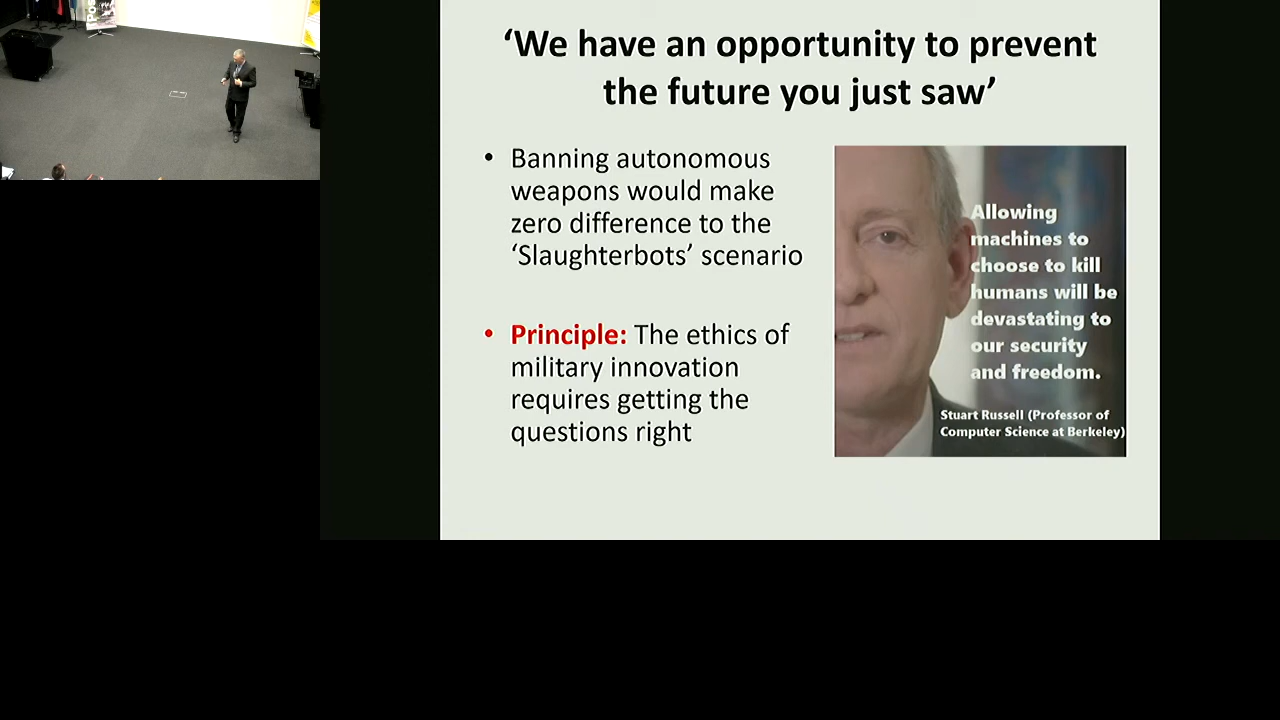 ‘We have an opportunity to prevent
the future you just saw’
• Banning autonomous
weapons would make
zero difference to the
‘Slaughterbots’ scenario
• Principle: The ethics of
military innovation
requires getting the
questions right
Allowing
machines to
choose to kill
humans will be
devastating to
our security
and freedom.
Stuart Russell (Professor of
Computer Science at Berkeley)